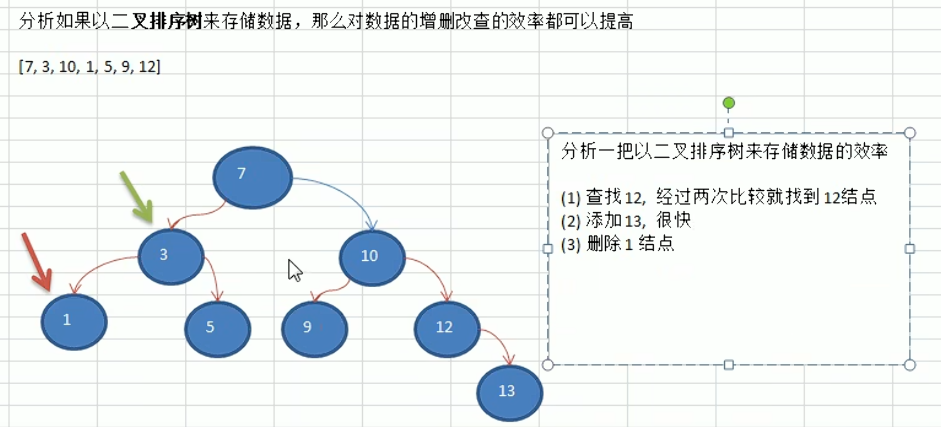 分析如果以二叉排序树来存储数据，那么对数据的增删改查的效率都可以提高
[7, 3, 10, 1, 5, 9, 12]
分析一把以二叉排序树来存储数据的效率
(1) 查找 12, 经过两次比较就找到 12结点
(2) 添加 13, 很快
(3) 删除 1 结点
7
3
10
1
5
9
12
13